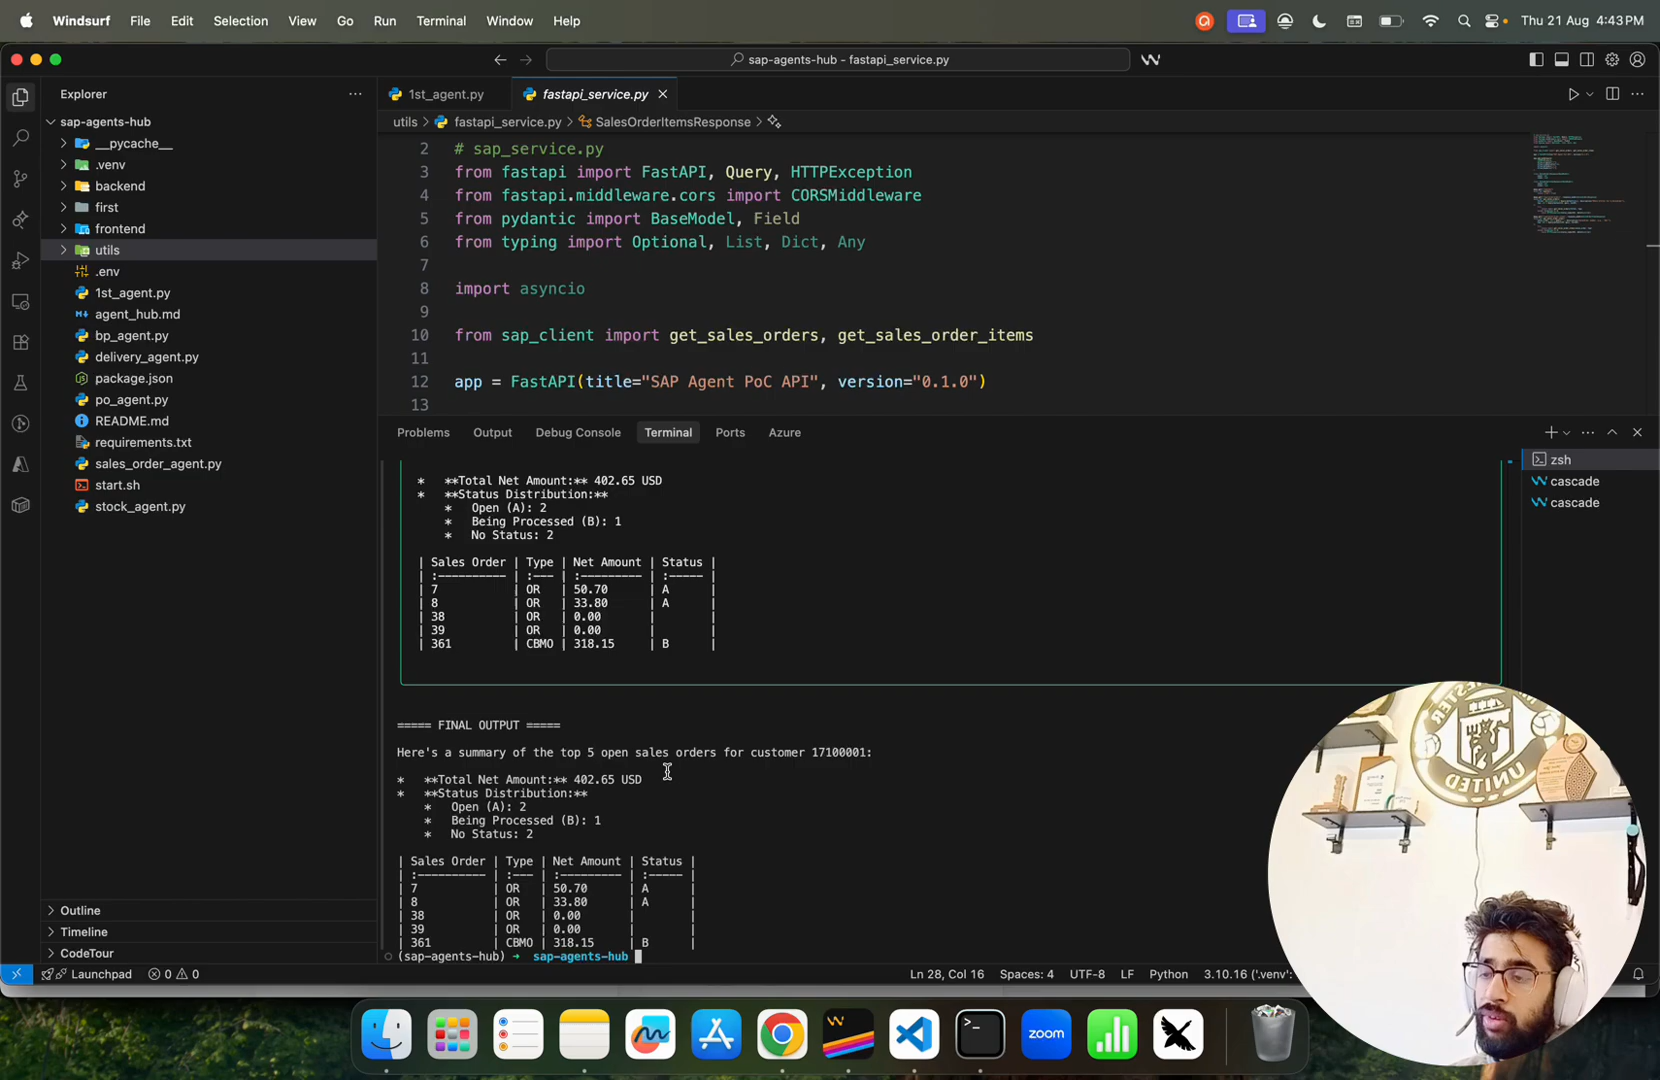 Windsurf File Edit Selection View Go Run Terminal Window Help Thu 21 Aug 4:43 PM
sap-agents-hub - fastapi_service.py
Explorer
sap-agents-hub
__pycache__
.venv
backend
first
frontend
utils
.env
1st_agent.py
agent_hub.md
bp_agent.py
delivery_agent.py
package.json
po_agent.py
README.md
requirements.txt
sales_order_agent.py
start.sh
stock_agent.py
Outline
Timeline
CodeTour
1st_agent.py fastapi_service.py
utils > fastapi_service.py > SalesOrderItemsResponse >
2 # sap_service.py
3 from fastapi import FastAPI, Query, HTTPException
4 from fastapi.middleware.cors import CORSMiddleware
5 from pydantic import BaseModel, Field
6 from typing import Optional, List, Dict, Any
7
8 import asyncio
9
10 from sap_client import get_sales_orders, get_sales_order_items
11
12 app = FastAPI(title="SAP Agent PoC API", version="0.1.0")
13
Problems Output Debug Console Terminal Ports Azure
zsh
cascade
cascade
* **Total Net Amount:** 402.65 USD
* **Status Distribution:**
* Open (A): 2
* Being Processed (B): 1
* No Status: 2
| Sales Order | Type | Net Amount | Status |
| :---------- | :--- | :--------- | :----- |
| 7 | OR | 50.70 | A |
| 8 | OR | 33.80 | A |
| 38 | OR | 0.00 | |
| 39 | OR | 0.00 | |
| 361 | CBMO | 318.15 | B |
===== FINAL OUTPUT =====
Here's a summary of the top 5 open sales orders for customer 17100001:
* **Total Net Amount:** 402.65 USD
* **Status Distribution:**
* Open (A): 2
* Being Processed (B): 1
* No Status: 2
| Sales Order | Type | Net Amount | Status |
| :---------- | :--- | :--------- | :----- |
| 7 | OR | 50.70 | A |
| 8 | OR | 33.80 | A |
| 38 | OR | 0.00 | |
| 39 | OR | 0.00 | |
| 361 | CBMO | 318.15 | B |
(sap-agents-hub) ➜ sap-agents-hub
Launchpad 0 0 Ln 28, Col 16 Spaces: 4 UTF-8 LF Python 3.10.16 ('.venv':
UNITED
zoom